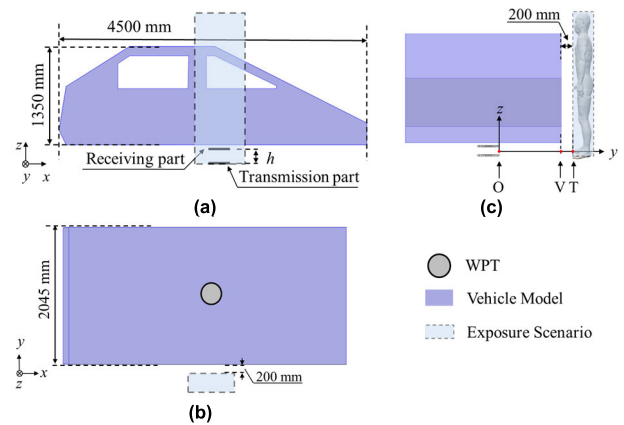 4500 mm
1350 mm
z
y
x
Receiving part
h
Transmission part
(a)
200 mm
z
y
O
V
T
(c)
2045 mm
y
z
x
200 mm
(b)
WPT
Vehicle Model
Exposure Scenario